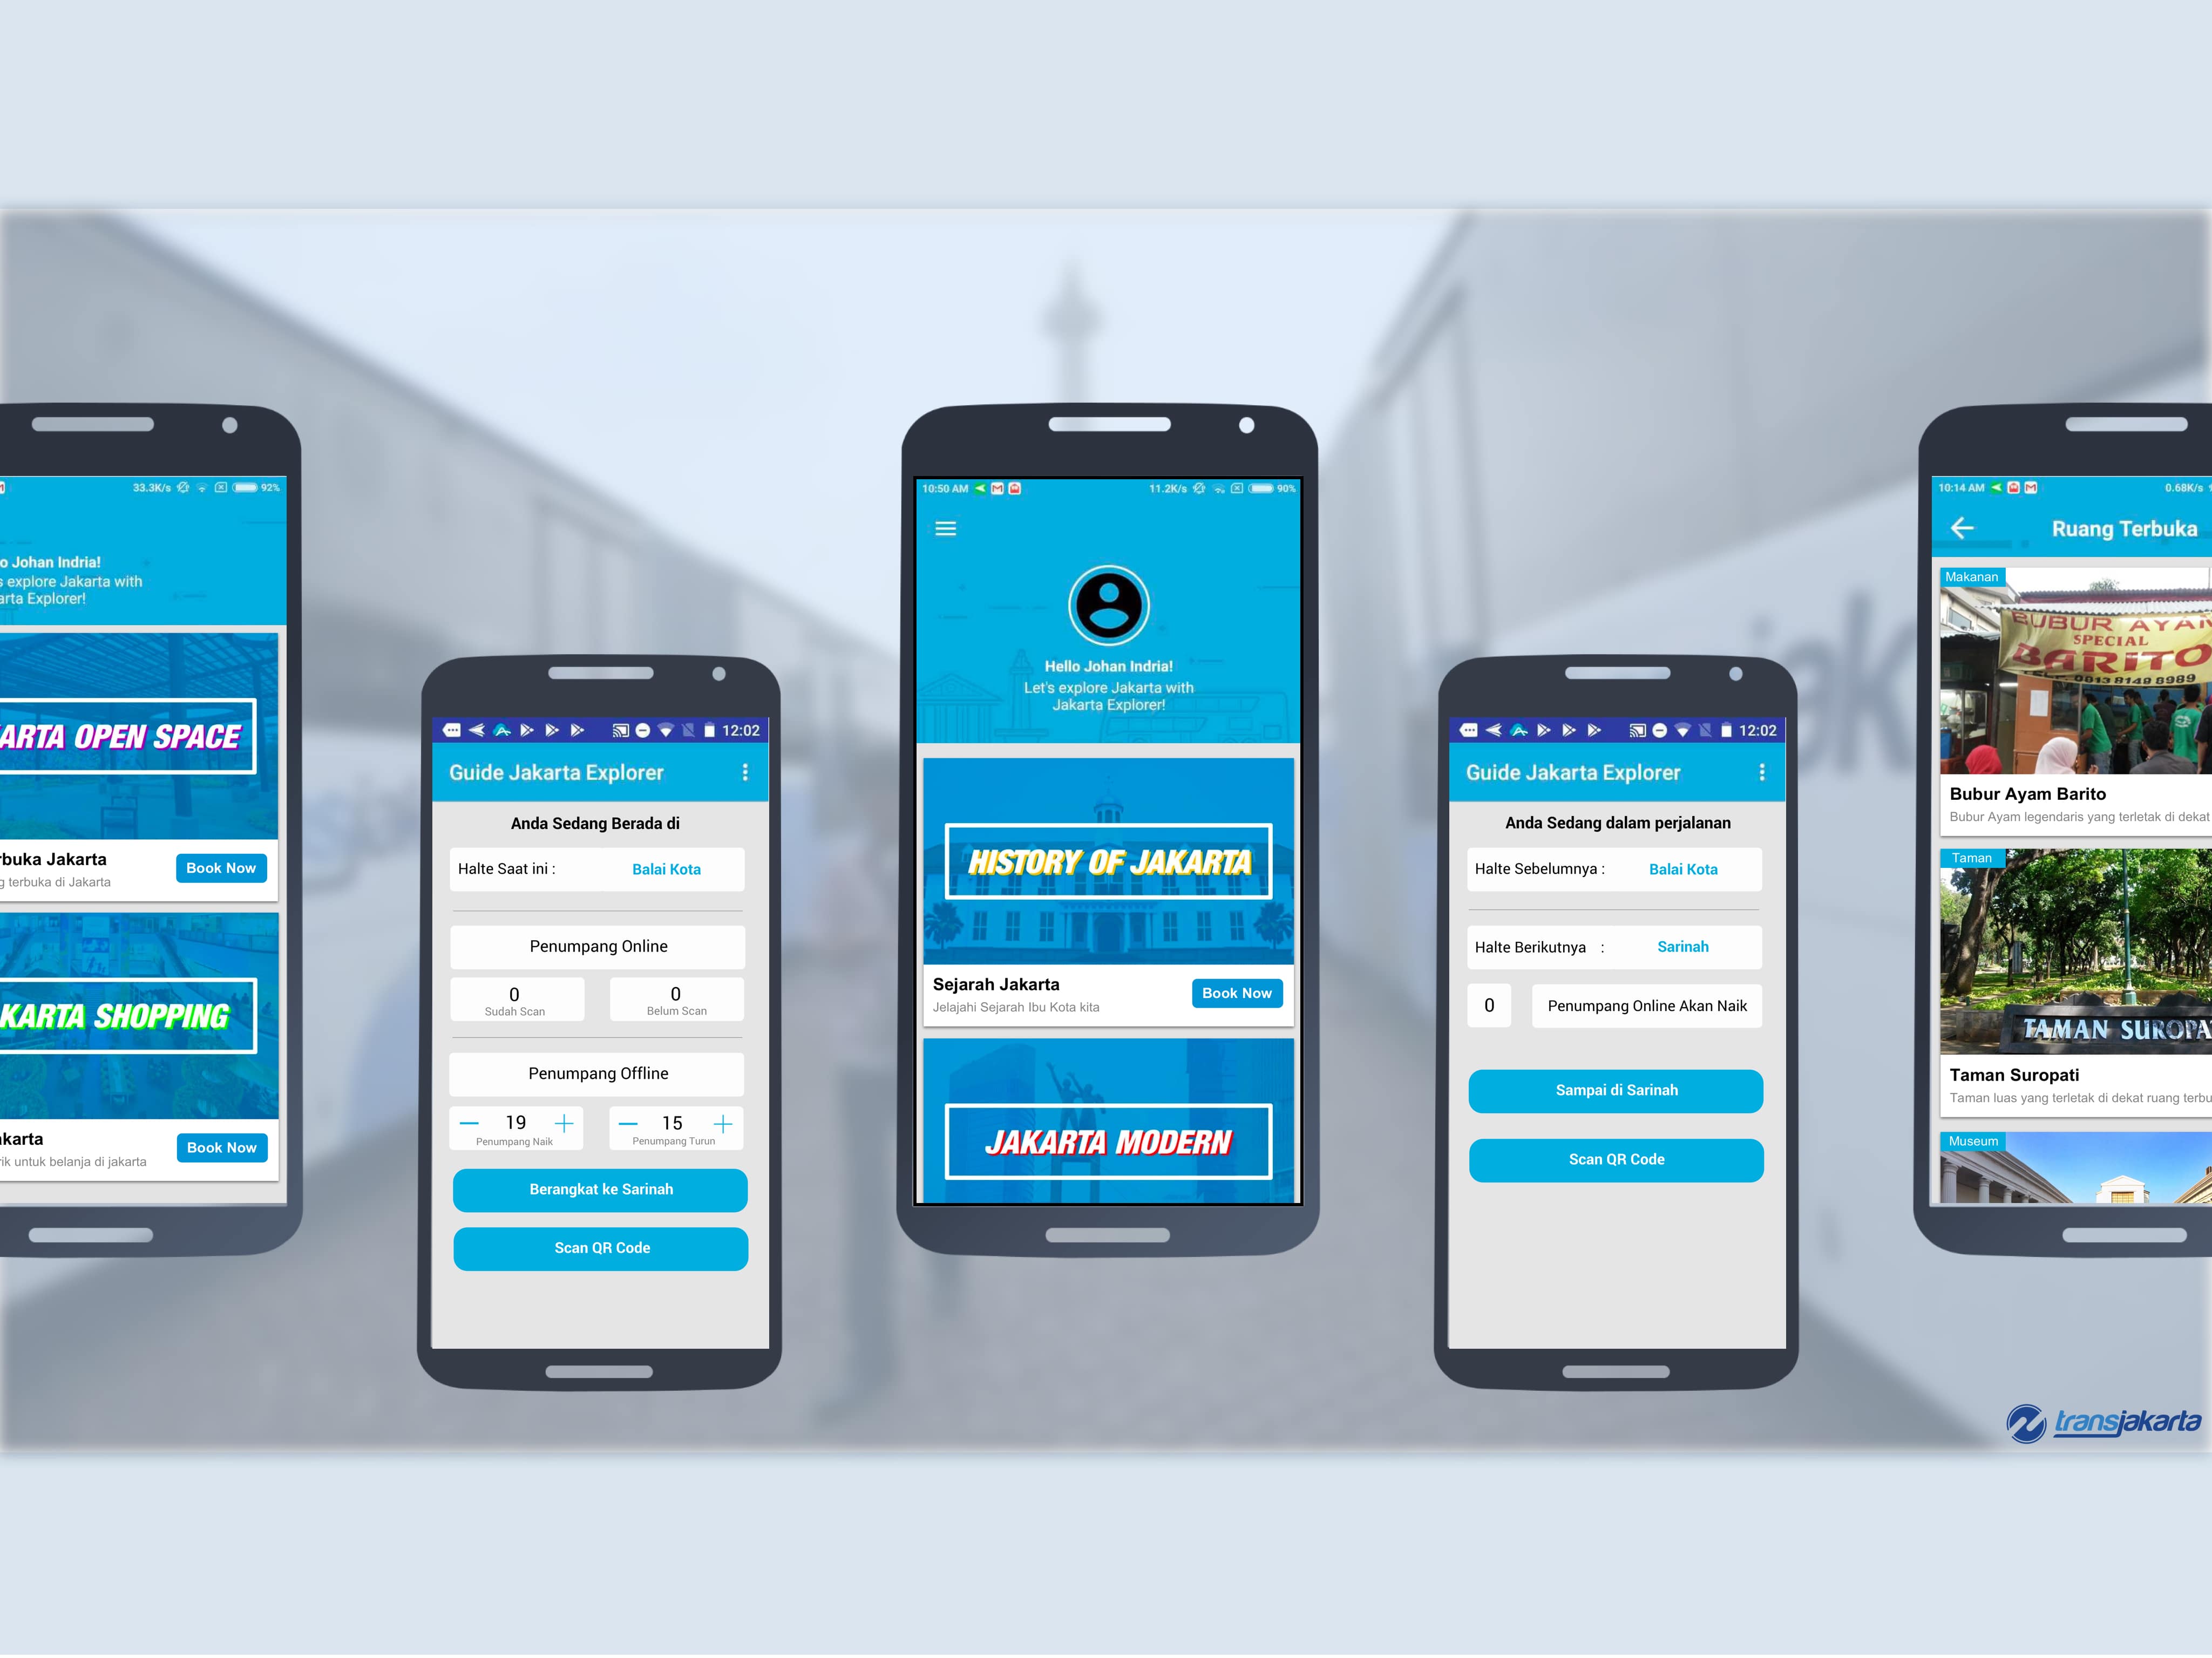 33.3K/s 92%
o Johan Indria!
s explore Jakarta with
arta Explorer!
ARTA OPEN SPACE
rbuka Jakarta
g terbuka di Jakarta
Book Now
KARTA SHOPPING
karta
rik untuk belanja di jakarta
Book Now
12:02
Guide Jakarta Explorer
Anda Sedang Berada di
Halte Saat ini : Balai Kota
Penumpang Online
0 0
Sudah Scan Belum Scan
Penumpang Offline
— 19 + — 15 +
Penumpang Naik Penumpang Turun
Berangkat ke Sarinah
Scan QR Code
10:50 AM 11.2K/s 90%
Hello Johan Indria!
Let's explore Jakarta with
Jakarta Explorer!
HISTORY OF JAKARTA
Sejarah Jakarta
Jelajahi Sejarah Ibu Kota kita
Book Now
JAKARTA MODERN
12:02
Guide Jakarta Explorer
Anda Sedang dalam perjalanan
Halte Sebelumnya : Balai Kota
Halte Berikutnya : Sarinah
0 Penumpang Online Akan Naik
Sampai di Sarinah
Scan QR Code
10:14 AM 0.68K/s
Ruang Terbuka
Makanan
BUBUR AYAM
SPECIAL
BARITO
TELP. 0813 8149 8989
Bubur Ayam Barito
Bubur Ayam legendaris yang terletak di dekat
Taman
TAMAN SUROPA
Taman Suropati
Taman luas yang terletak di dekat ruang terbu
Museum
jak
transjakarta